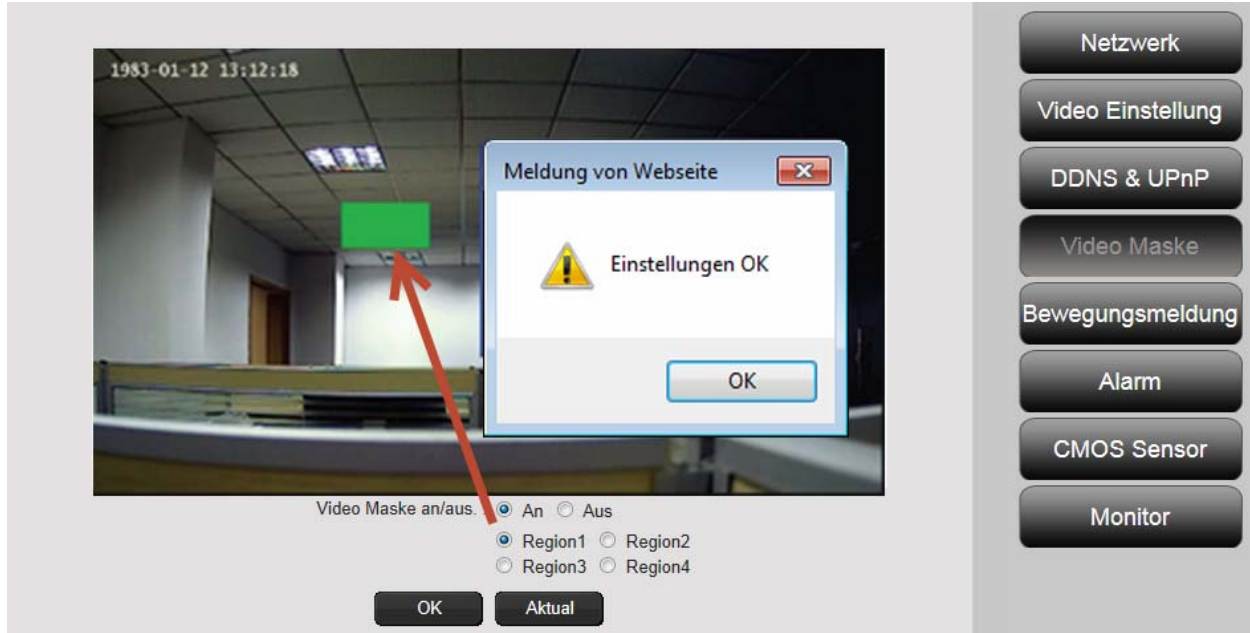 1983-01-12 13:12:18
Meldung von Webseite
Einstellungen OK
OK
Video Maske an/aus.
An Aus
Region1 Region2
Region3 Region4
OK Aktual
Netzwerk
Video Einstellung
DDNS & UPnP
Video Maske
Bewegungsmeldung
Alarm
CMOS Sensor
Monitor